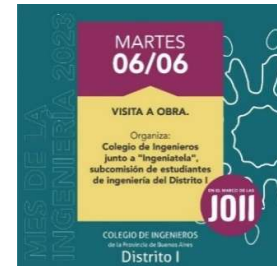 MES DE LA
INGENIERÍA 2023
MARTES
06/06
VISITA A OBRA.
Organiza:
Colegio de Ingenieros
junto a "Ingeniatela",
subcomisión de estudiantes
de ingeniería del Distrito I
EN EL MARCO DE LAS
JOII
COLEGIO DE INGENIEROS
de la Provincia de Buenos Aires
Distrito I